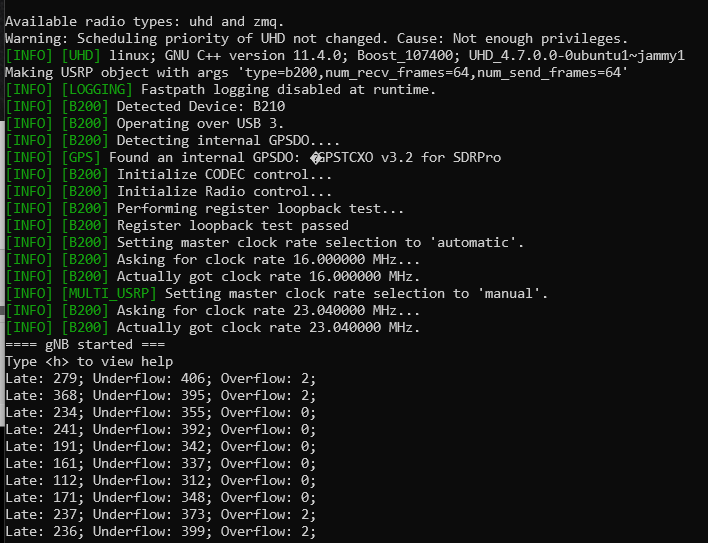 Available radio types: uhd and zmq.
Warning: Scheduling priority of UHD not changed. Cause: Not enough privileges.
[INFO] [UHD] linux; GNU C++ version 11.4.0; Boost_107400; UHD_4.7.0.0-0ubuntu1~jammy1
Making USRP object with args 'type=b200,num_recv_frames=64,num_send_frames=64'
[INFO] [LOGGING] Fastpath logging disabled at runtime.
[INFO] [B200] Detected Device: B210
[INFO] [B200] Operating over USB 3.
[INFO] [B200] Detecting internal GPSDO....
[INFO] [GPS] Found an internal GPSDO: �GPSTCXO v3.2 for SDRPro
[INFO] [B200] Initialize CODEC control...
[INFO] [B200] Initialize Radio control...
[INFO] [B200] Performing register loopback test...
[INFO] [B200] Register loopback test passed
[INFO] [B200] Setting master clock rate selection to 'automatic'.
[INFO] [B200] Asking for clock rate 16.000000 MHz...
[INFO] [B200] Actually got clock rate 16.000000 MHz.
[INFO] [MULTI_USRP] Setting master clock rate selection to 'manual'.
[INFO] [B200] Asking for clock rate 23.040000 MHz...
[INFO] [B200] Actually got clock rate 23.040000 MHz.
==== gNB started ===
Type <h> to view help
Late: 279; Underflow: 406; Overflow: 2;
Late: 368; Underflow: 395; Overflow: 2;
Late: 234; Underflow: 355; Overflow: 0;
Late: 241; Underflow: 392; Overflow: 0;
Late: 191; Underflow: 342; Overflow: 0;
Late: 161; Underflow: 337; Overflow: 0;
Late: 112; Underflow: 312; Overflow: 0;
Late: 171; Underflow: 348; Overflow: 0;
Late: 237; Underflow: 373; Overflow: 2;
Late: 236; Underflow: 399; Overflow: 2;